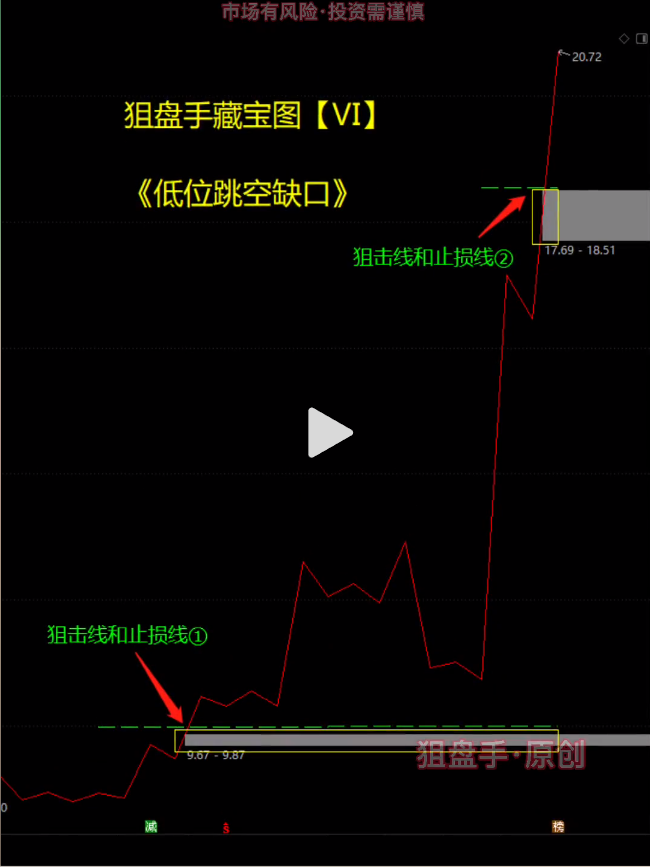 市场有风险·投资需谨慎
20.72
狙盘手藏宝图【VI】
《低位跳空缺口》
狙击线和止损线②
17.69 - 18.51
狙击线和止损线①
9.67 - 9.87
狙盘手·原创
0
减
榜